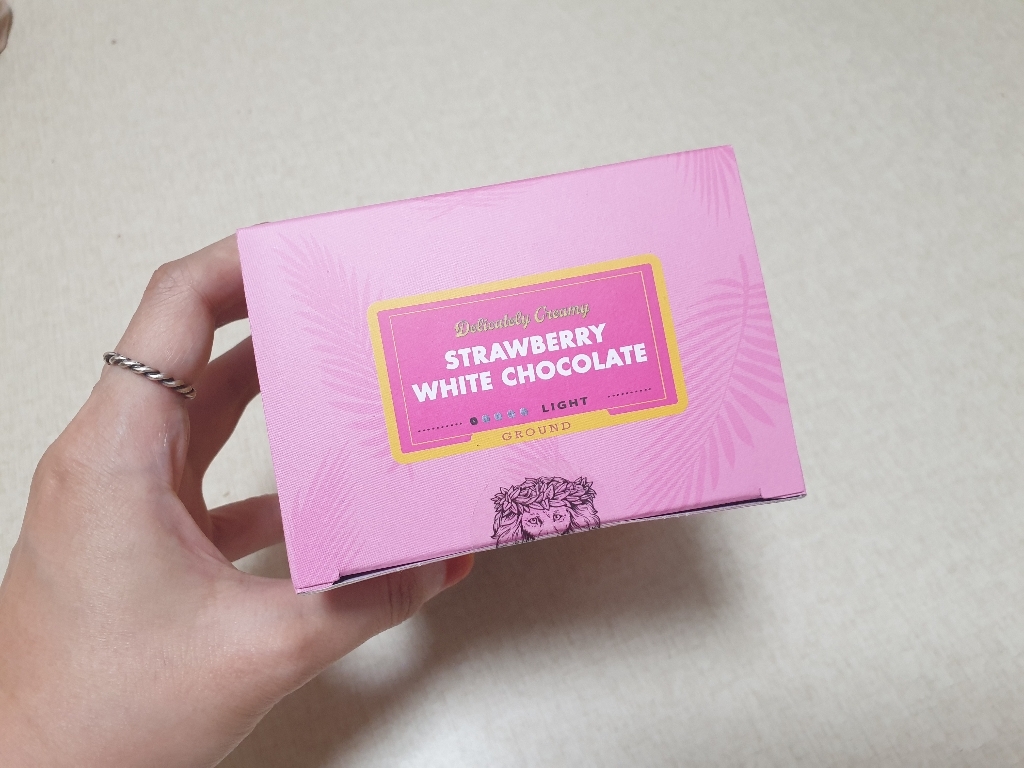 Delicately Creamy
STRAWBERRY
WHITE CHOCOLATE
LIGHT
GROUND